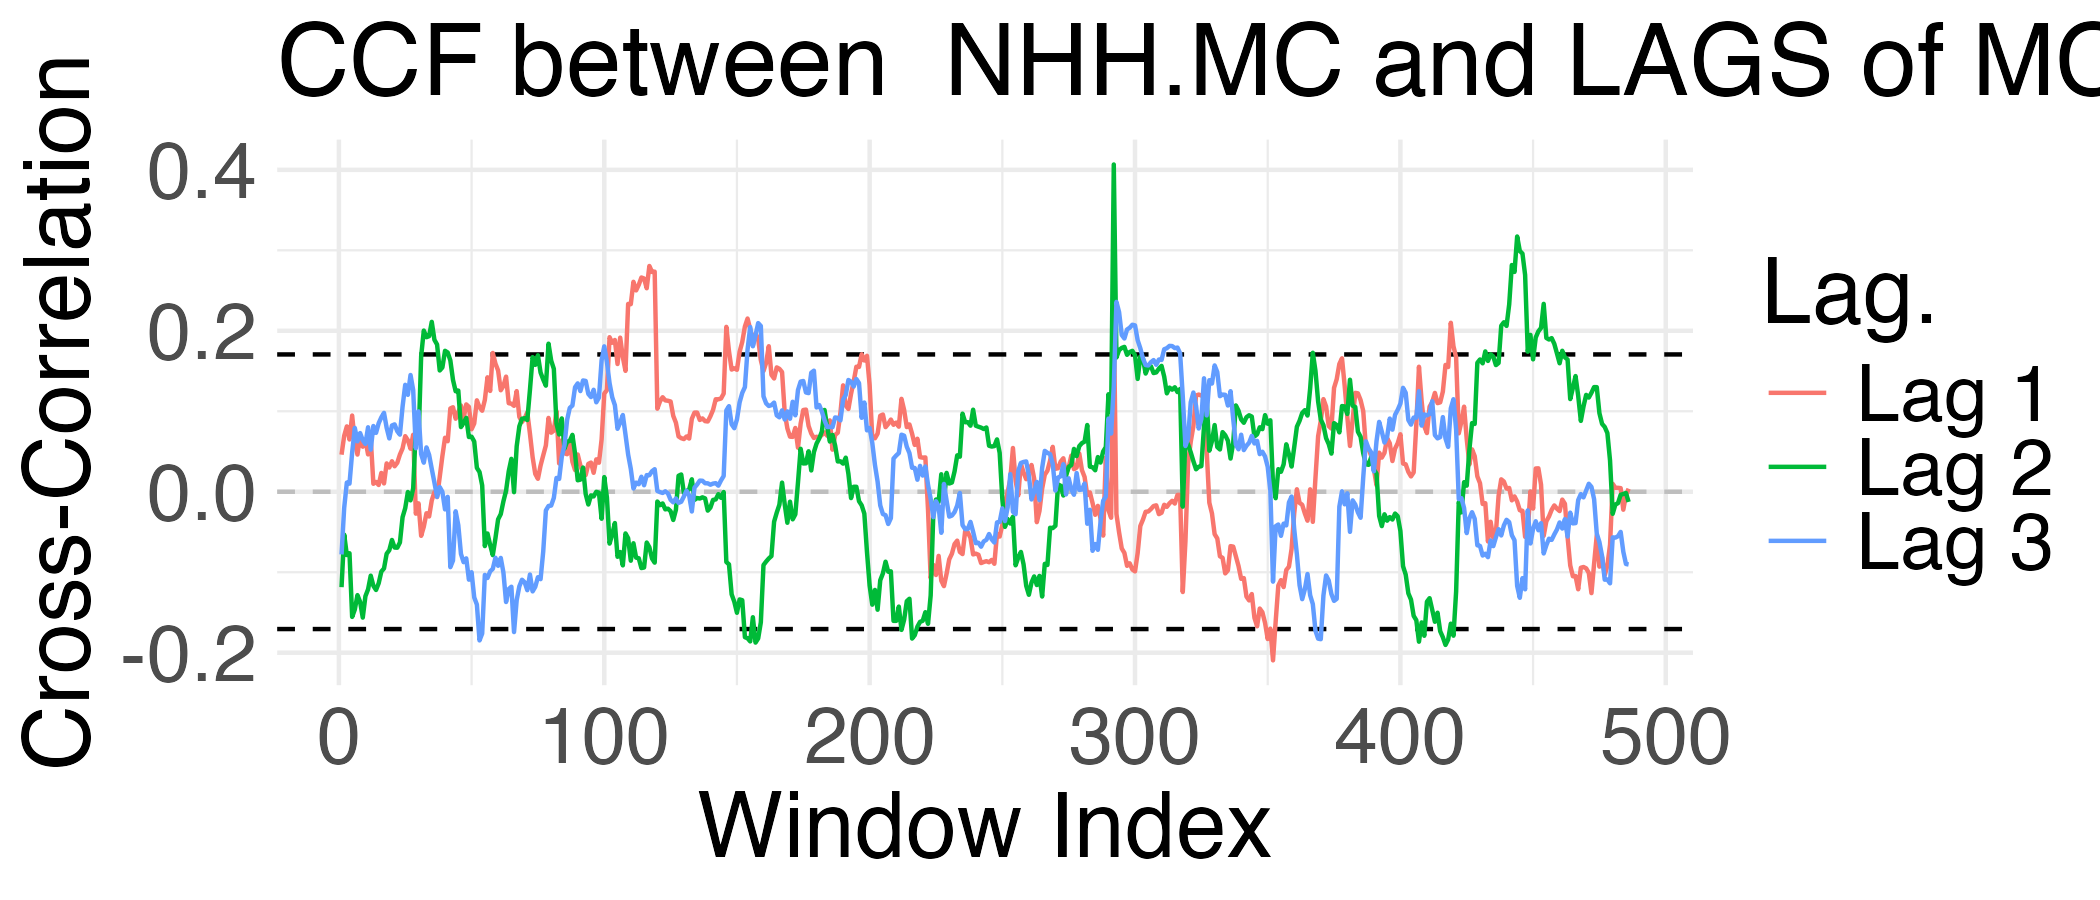 CCF between  NHH.MC and LAGS of MC
Cross-Correlation
0.4
0.2
0.0
-0.2
0
100
200
300
400
500
Window Index
Lag.
Lag 1
Lag 2
Lag 3